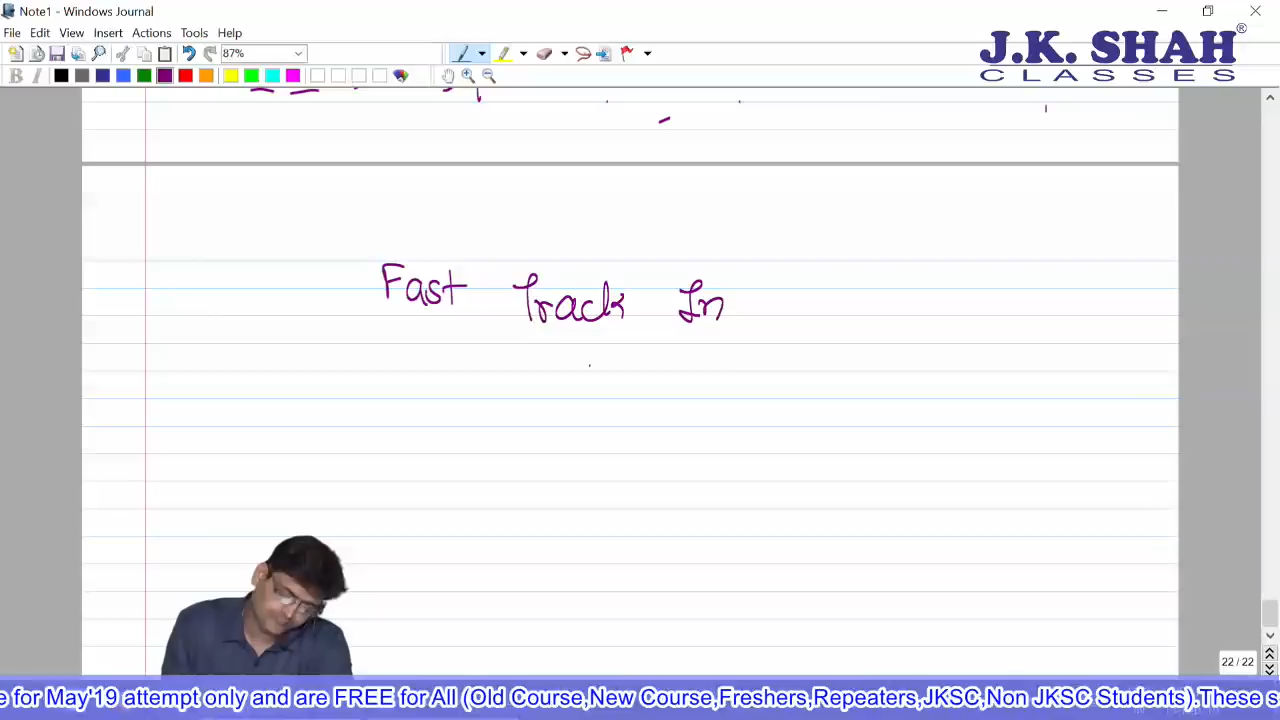 Note1 - Windows Journal
File Edit View Insert Actions Tools Help
87%
B I
J.K. SHAH®
CLASSES
Fast Track In
22 / 22
e for May'19 attempt only and are FREE for All (Old Course,New Course,Freshers,Repeaters,JKSC,Non JKSC Students).These s